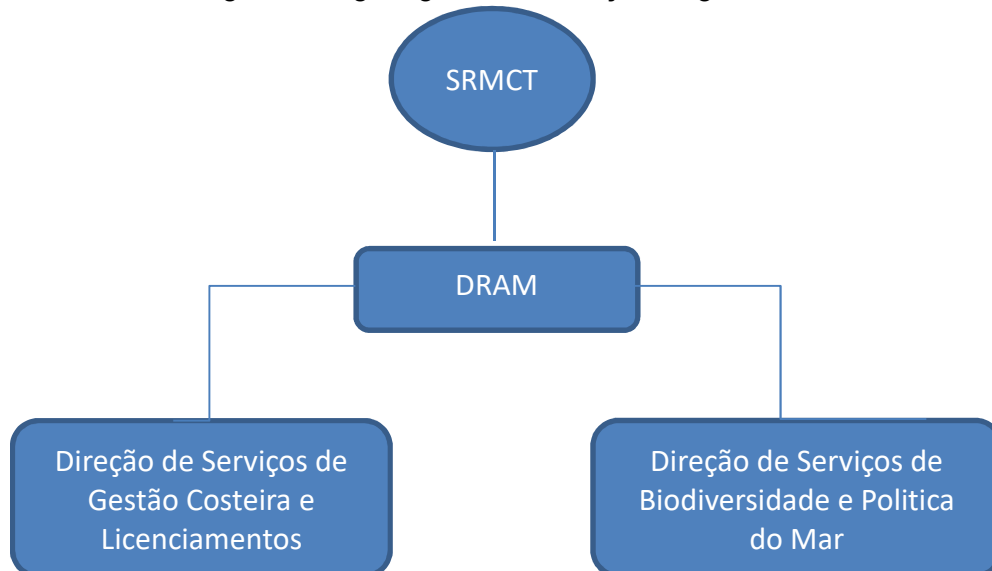 SRMCT
DRAM
Direção de Serviços de
Gestão Costeira e
Licenciamentos
Direção de Serviços de
Biodiversidade e Politica
do Mar